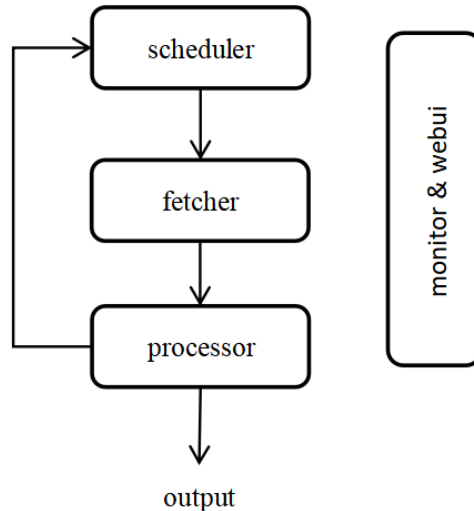 scheduler
fetcher
processor
output
monitor & webui